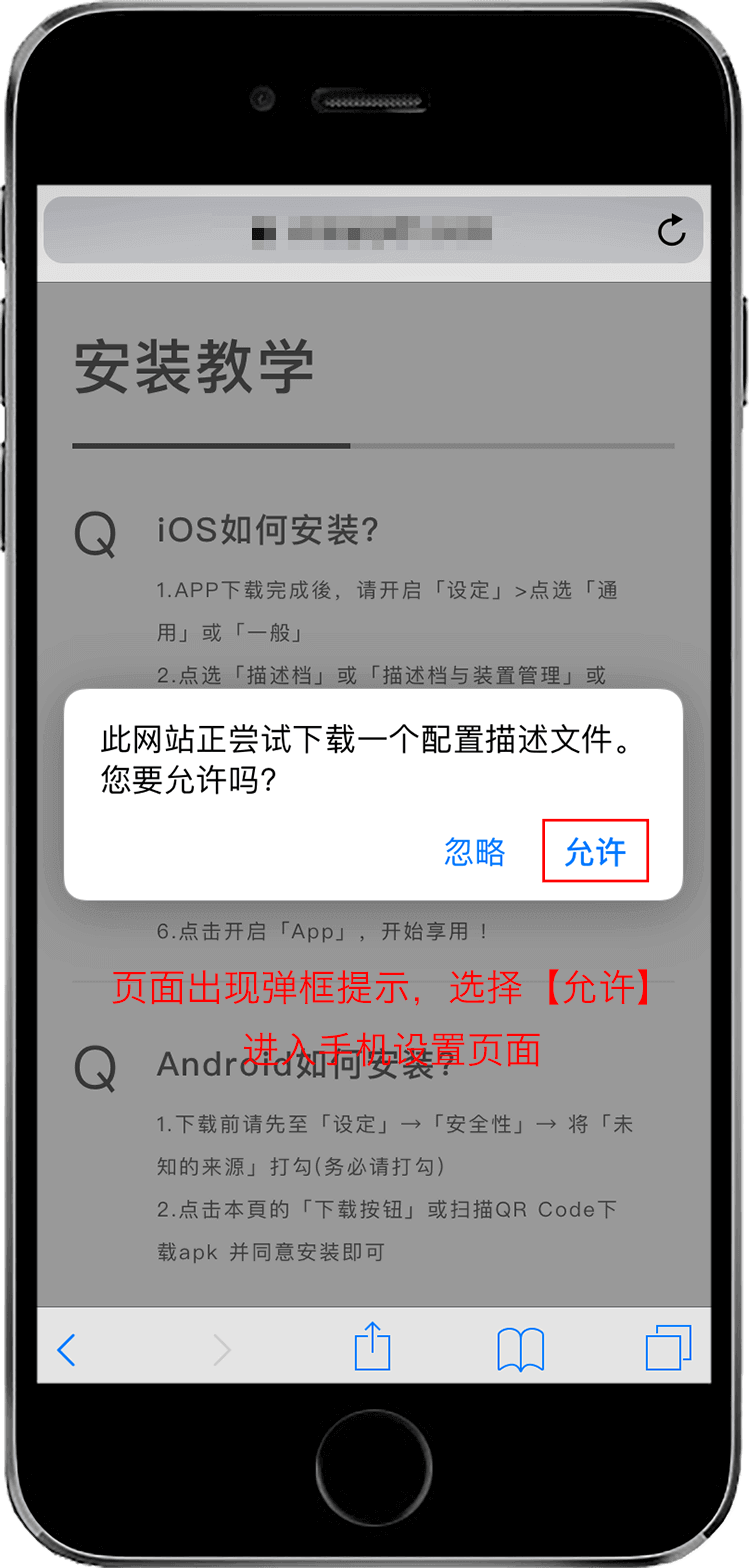 安装教学
Q
iOS如何安装?
1.APP下载完成後，请开启「设定」>点选「通
用」或「一般」
2.点选「描述档」或「描述档与装置管理」或
此网站正尝试下载一个配置描述文件。
您要允许吗?
忽略
允许
6.点击开启「App」，开始享用！
页面出现弹框提示，选择【允许】
进入手机设置页面
Q
Android如何安装?
1.下载前请先至「设定」→「安全性」→ 将「未
知的来源」打勾(务必请打勾)
2.点击本頁的「下载按钮」或扫描QR Code下
载apk 并同意安装即可